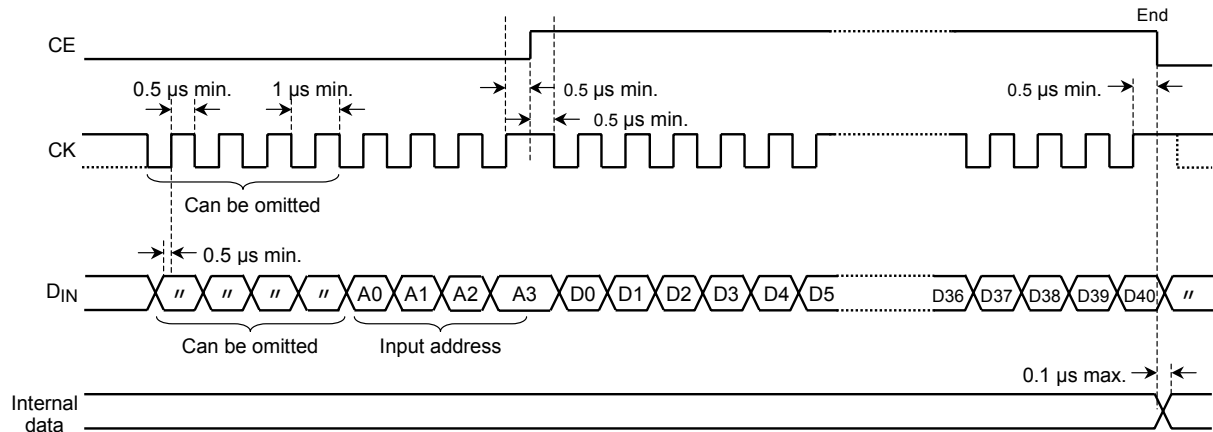 End
CE
0.5 µs min.
1 µs min.
0.5 µs min.
0.5 µs min.
0.5 µs min.
CK
Can be omitted
0.5 µs min.
DIN
〃 〃 〃 〃 A0 A1 A2 A3 D0 D1 D2 D3 D4 D5 D36 D37 D38 D39 D40 〃
Can be omitted
Input address
0.1 µs max.
Internal
data